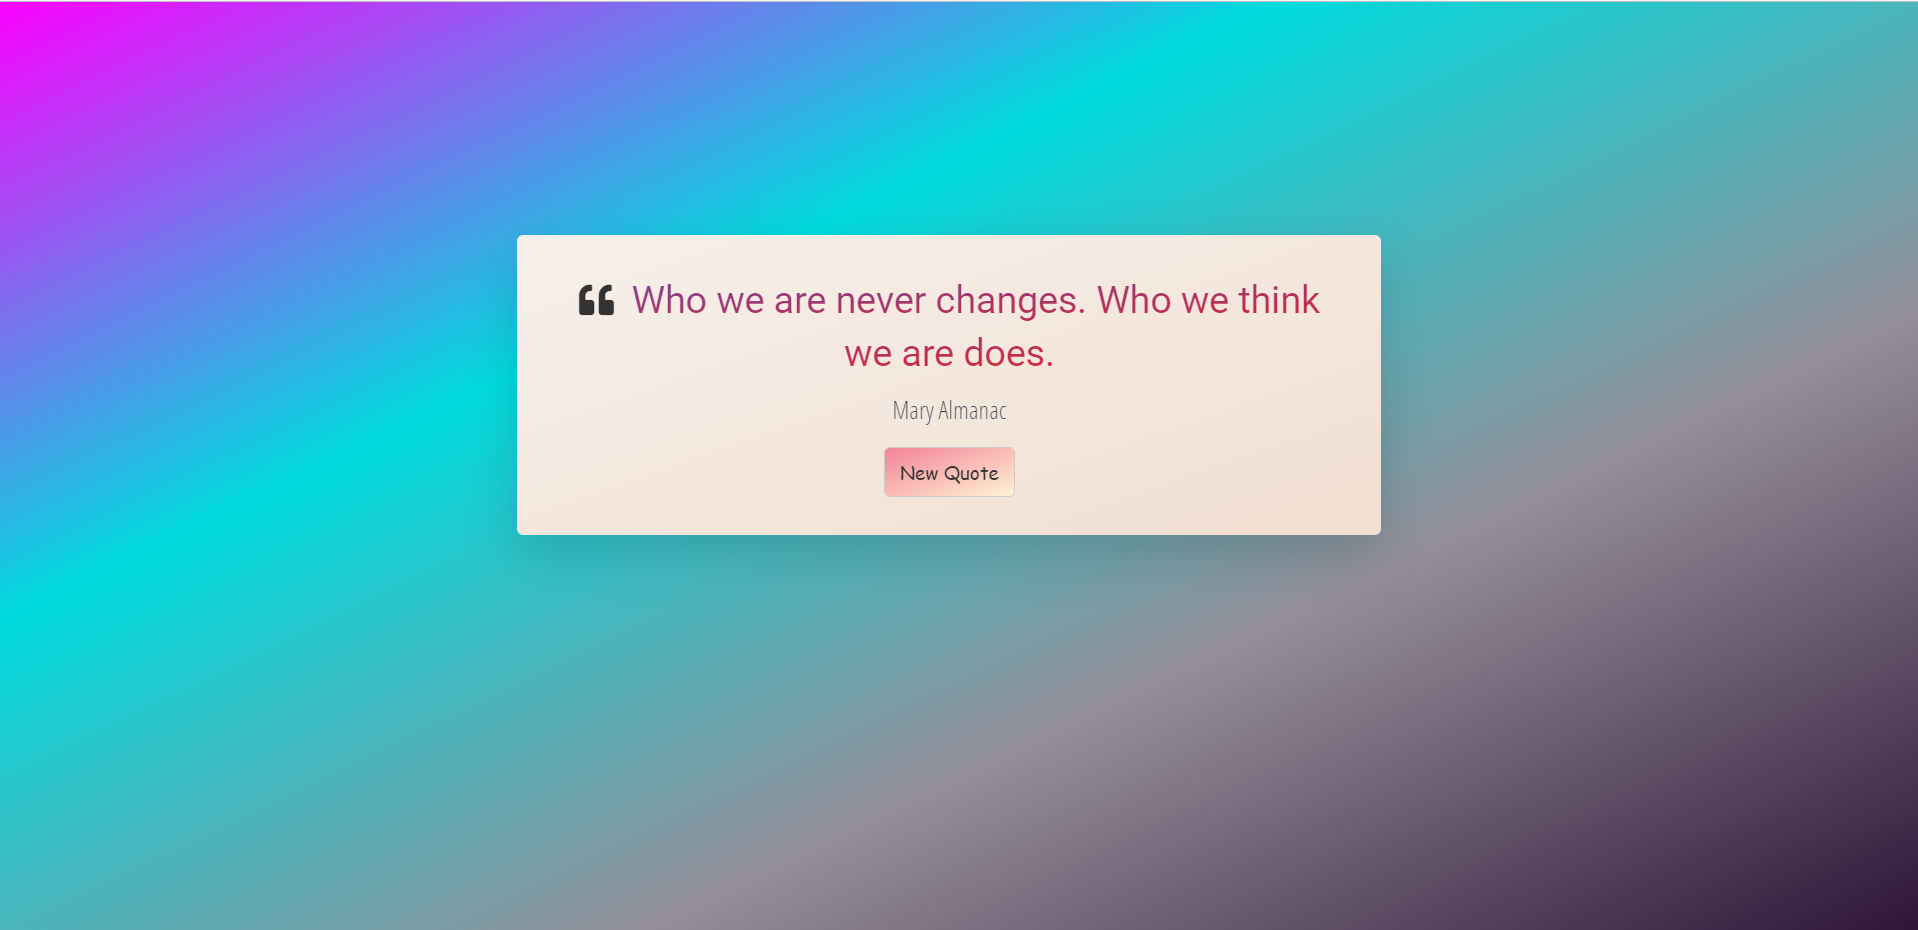 ❝ Who we are never changes. Who we think
we are does.
Mary Almanac
New Quote